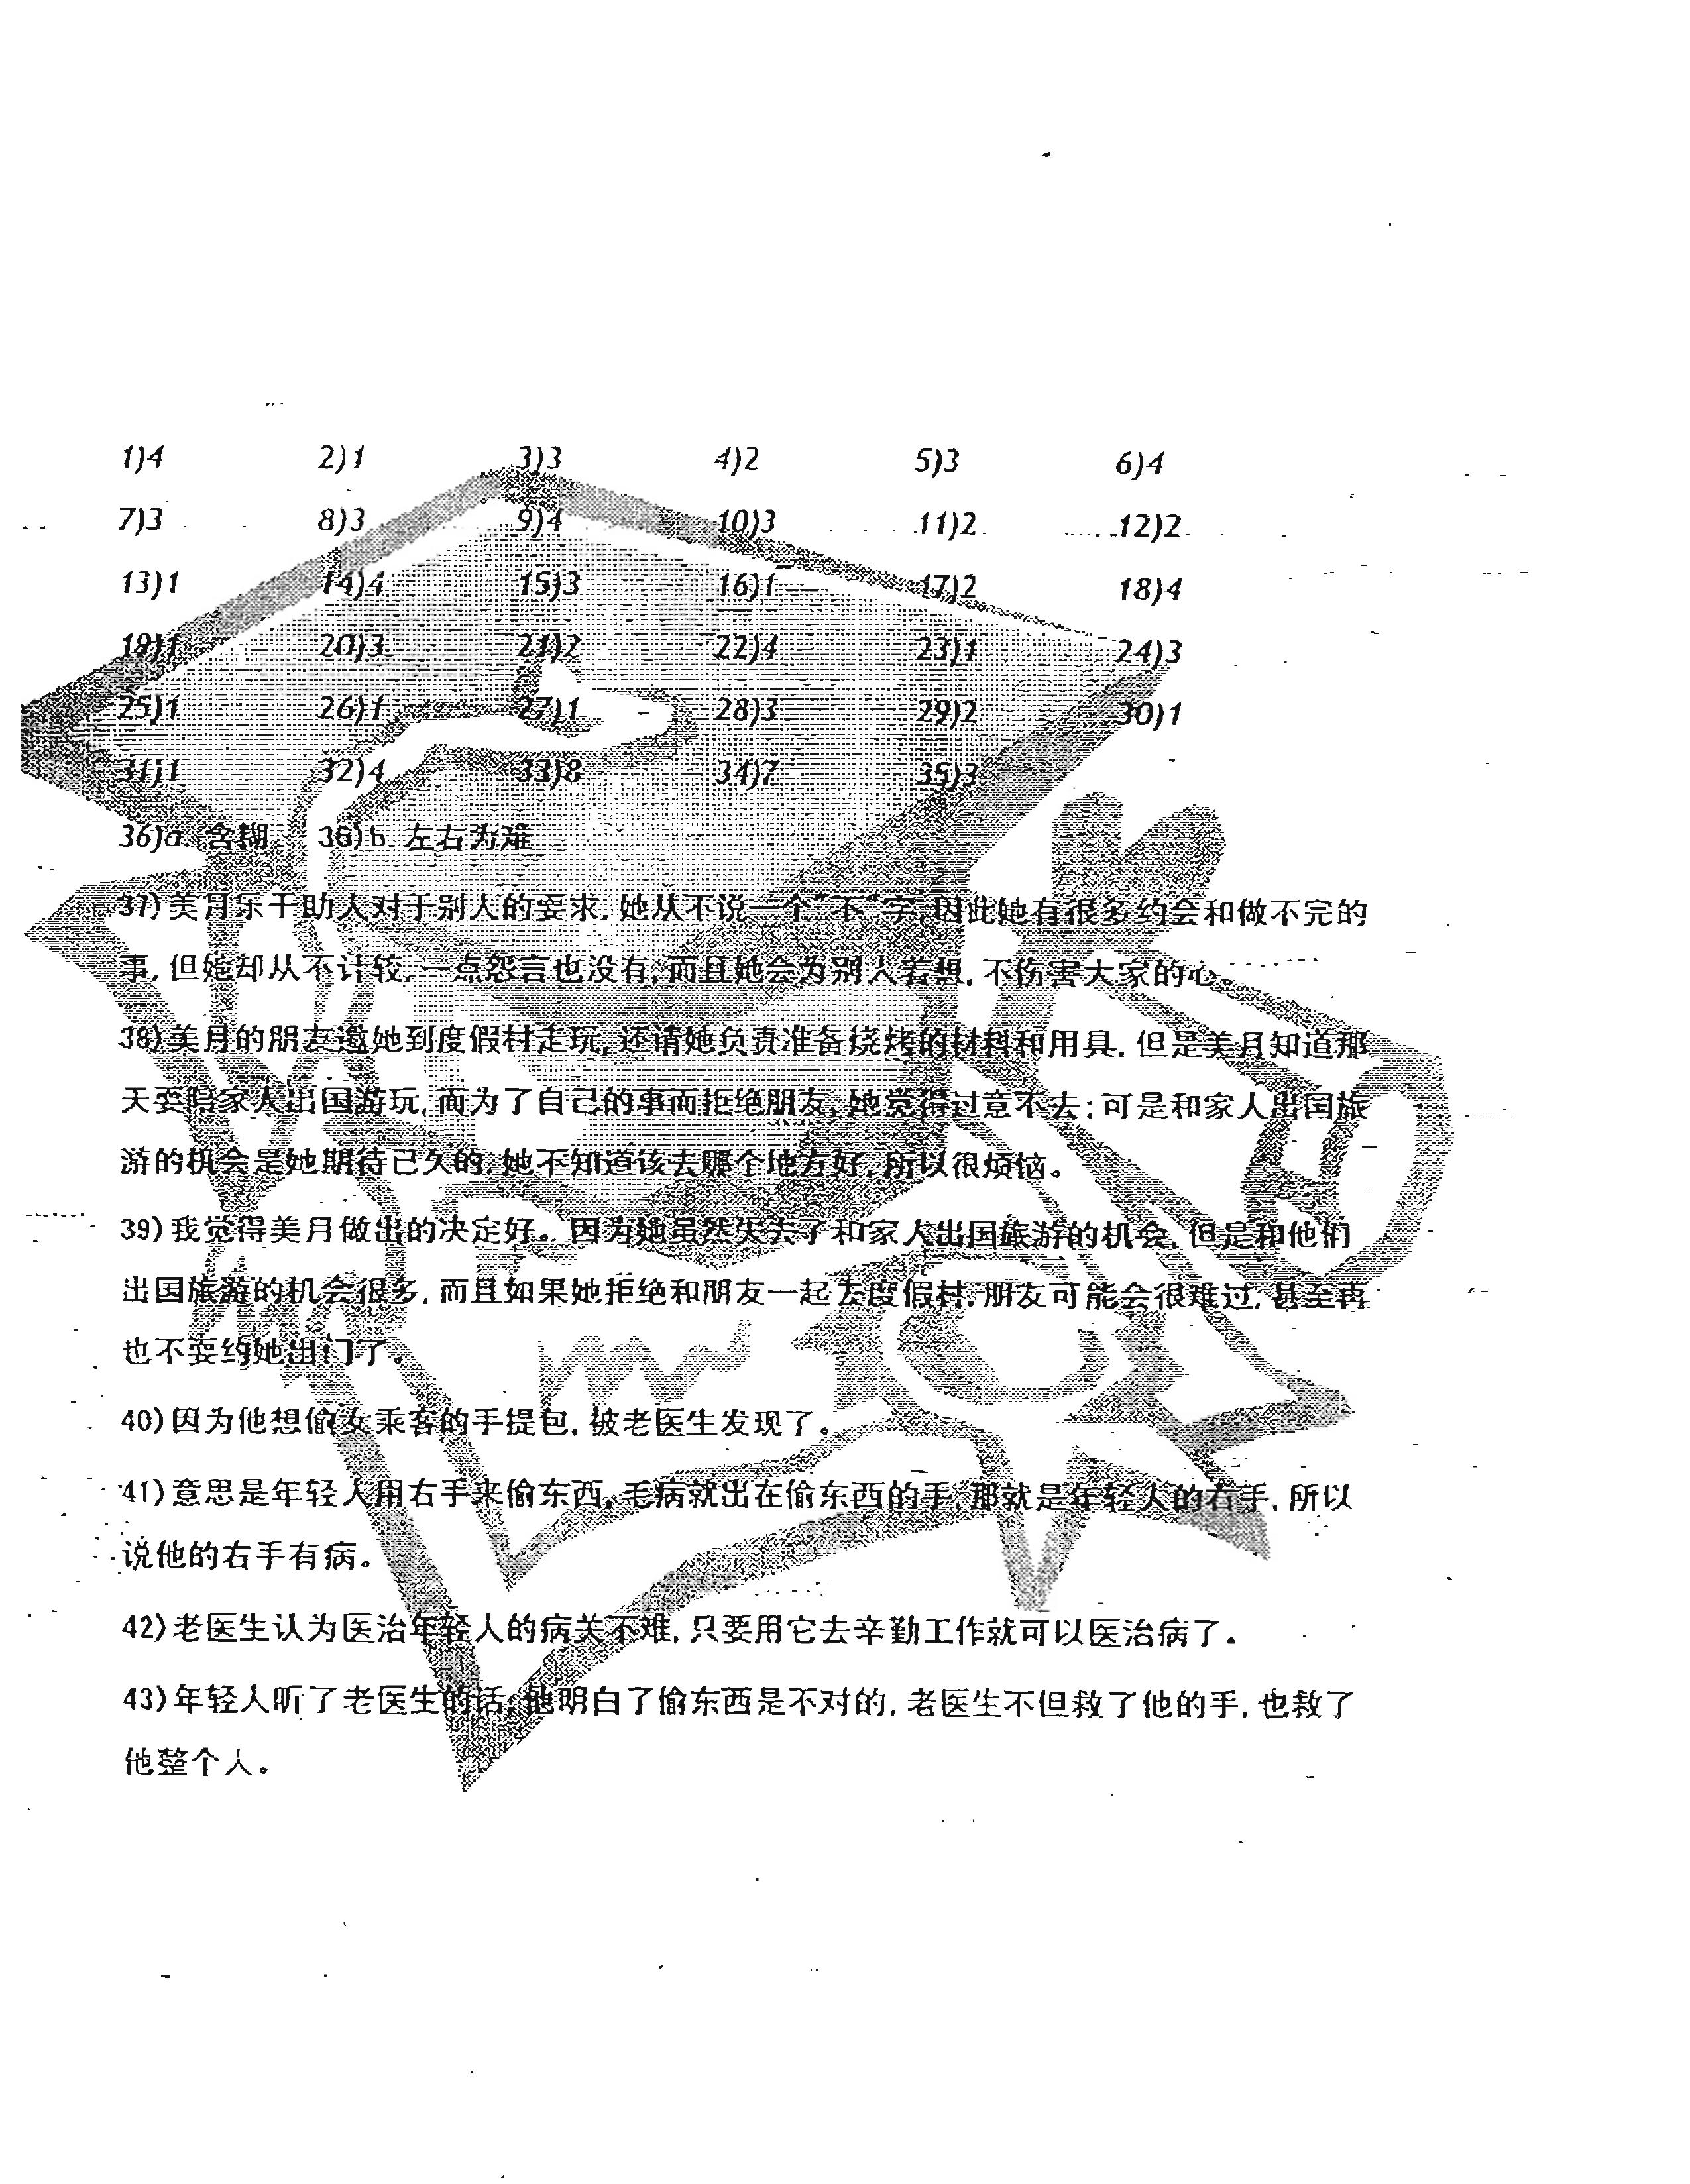 1)4 2)1 3)3 4)2 5)3 6)4
7)3 8)3 9)4 10)3 11)2 12)2
13)1 14)4 15)3 16)1 17)2 18)4
19)1 20)3 21)2 22)4 23)1 24)3
25)1 26)1 27)1 28)3 29)2 30)1
31)1 32)4 33)8 34)7 35)3
36)a. 含糊 36)b. 左右为难
37)美月乐于助人对于别人的要求,她从不说一个“不”字,因此她有很多约会和做不完的
事,但她却从不计较,一点怨言也没有,而且她会为别人着想,不伤害大家的心。
38)美月的朋友邀她到度假村走玩,还请她负责准备烧烤的材料和用具,但是美月知道那
天要陪家人出国游玩,而为了自己的事而拒绝朋友,她觉得过意不去;可是和家人出国旅
游的机会是她期待已久的,她不知道该去哪个地方好,所以很烦恼。
39)我觉得美月做出的决定好。因为她虽然失去了和家人出国旅游的机会,但是和他们
出国旅游的机会很多,而且如果她拒绝和朋友一起去度假村,朋友可能会很难过,甚至再
也不要约她出门了。
40)因为他想偷女乘客的手提包,被老医生发现了。
41)意思是年轻人用右手来偷东西,毛病就出在偷东西的手,那就是年轻人的右手,所以
说他的右手有病。
42)老医生认为医治年轻人的病关不难,只要用它去辛勤工作就可以医治病了。
43)年轻人听了老医生的话,他明白了偷东西是不对的,老医生不但救了他的手,也救了
他整个人。